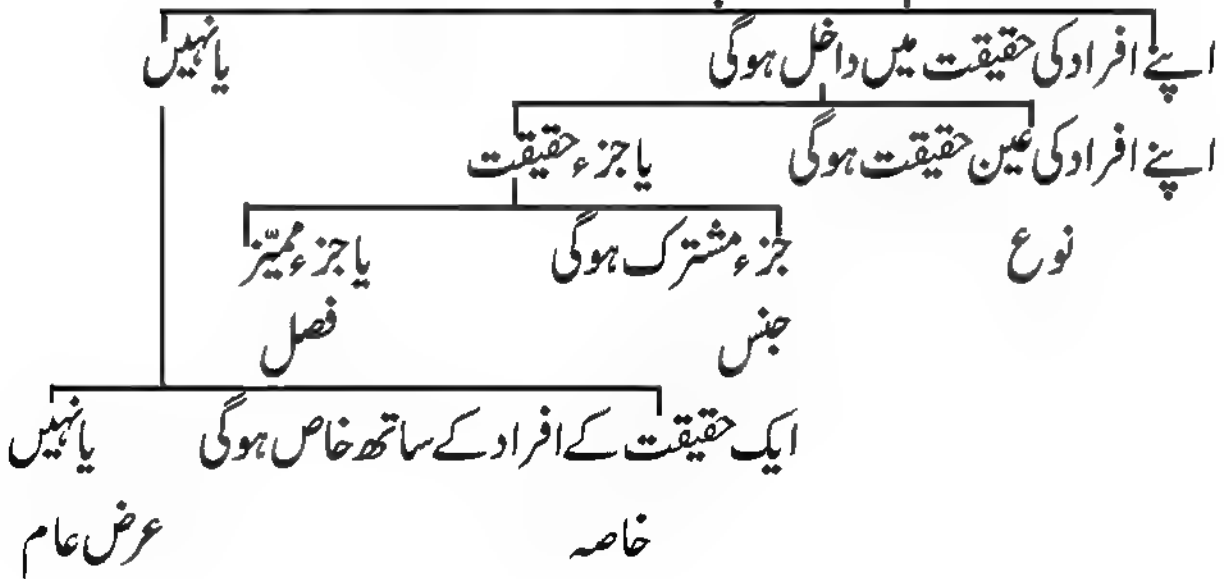 اپنے افراد کی حقیقت میں داخل ہوگی یا نہیں
اپنے افراد کی عین حقیقت ہوگی یا جزء حقیقت
نوع جزء مشترک ہوگی یا جزء ممیّز
جنس فصل
ایک حقیقت کے افراد کے ساتھ خاص ہوگی یا نہیں
خاصہ عرض عام